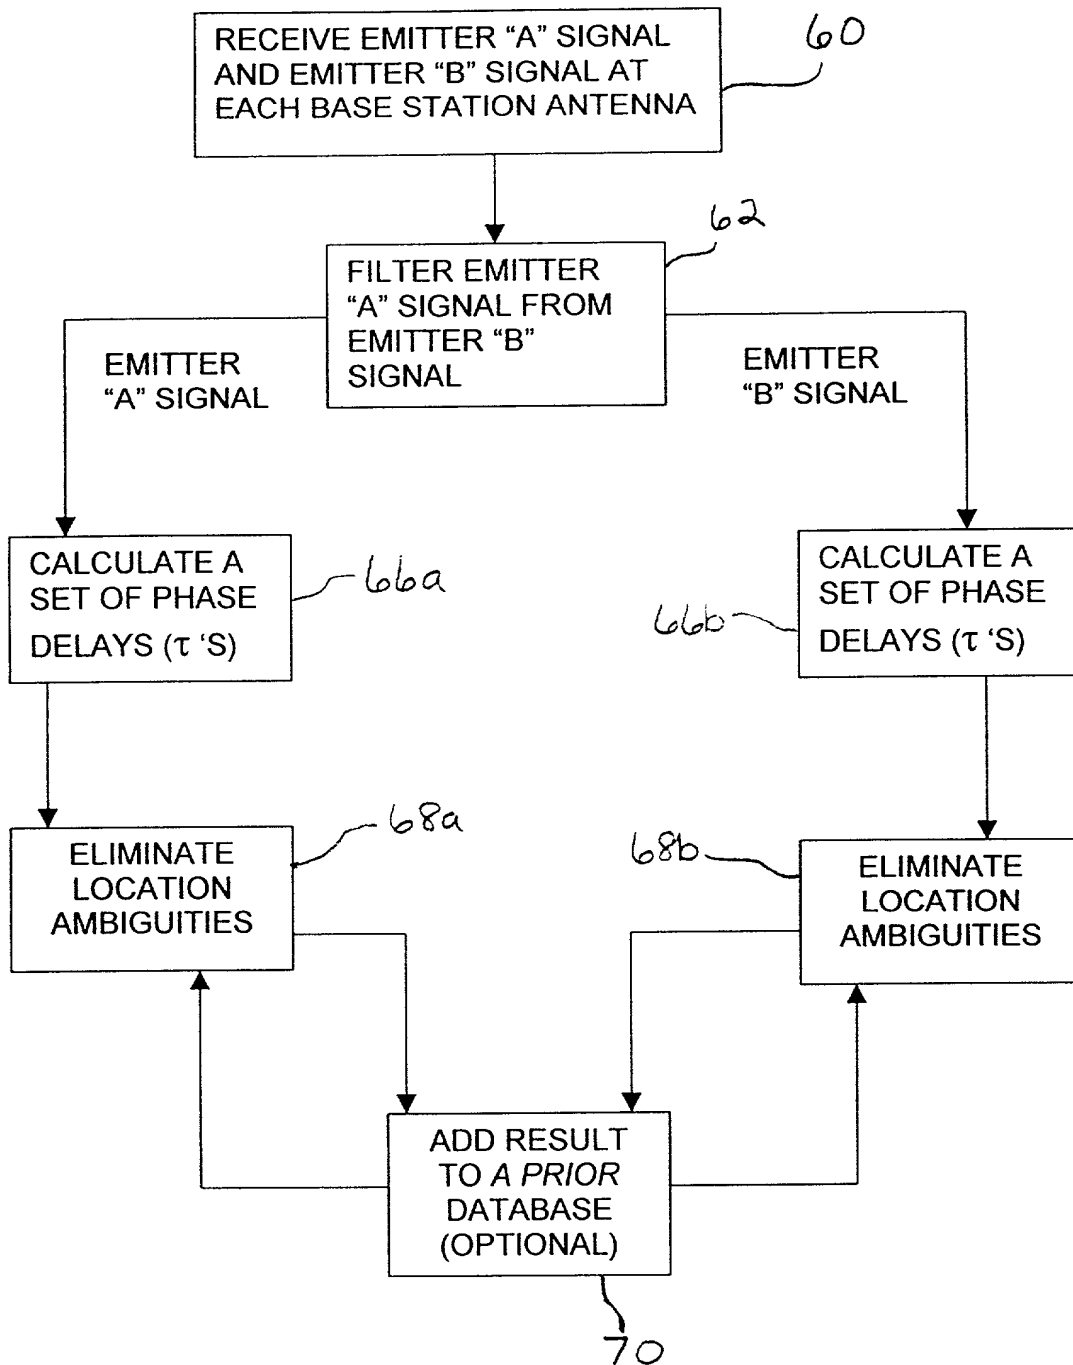 RECEIVE EMITTER “A” SIGNAL
AND EMITTER “B” SIGNAL AT
EACH BASE STATION ANTENNA
60
62
FILTER EMITTER
“A” SIGNAL FROM
EMITTER “B”
SIGNAL
EMITTER
“A” SIGNAL
EMITTER
“B” SIGNAL
CALCULATE A
SET OF PHASE
DELAYS (τ ‘S)
66a
66b
CALCULATE A
SET OF PHASE
DELAYS (τ ‘S)
68a
ELIMINATE
LOCATION
AMBIGUITIES
68b
ELIMINATE
LOCATION
AMBIGUITIES
ADD RESULT
TO A PRIOR
DATABASE
(OPTIONAL)
70